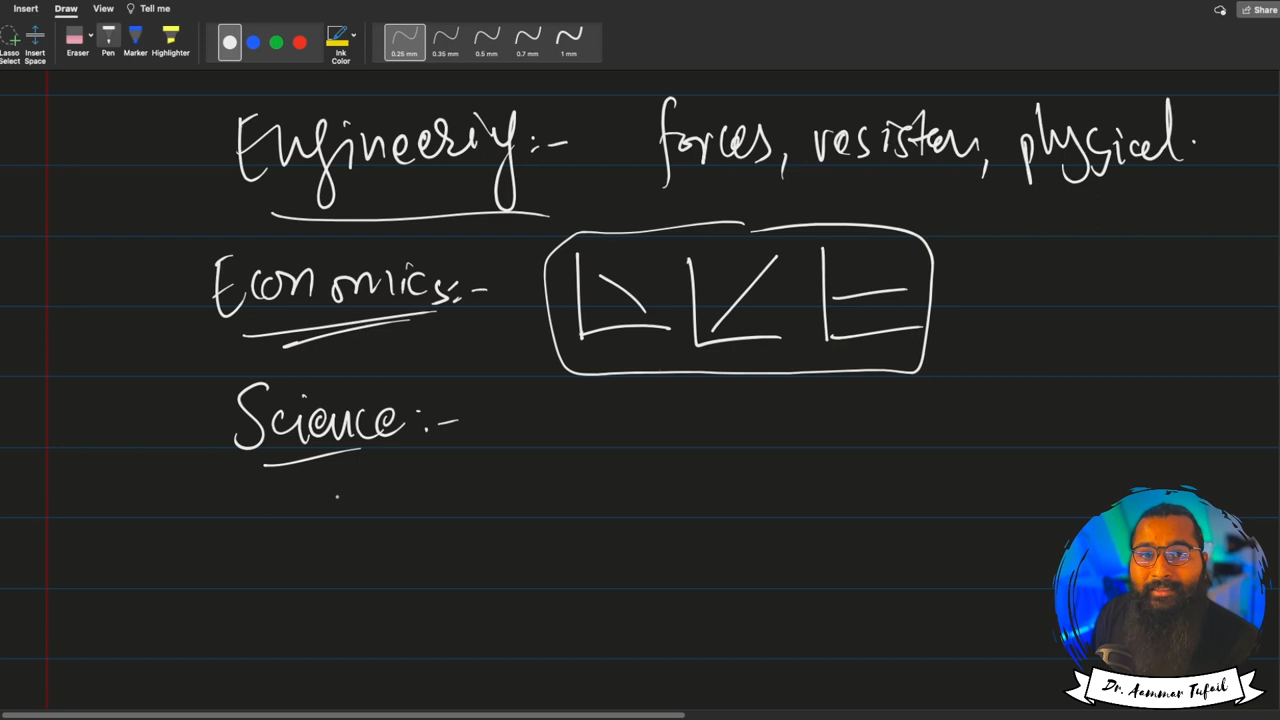 Insert Draw View Tell me
Share
Lasso Select
Insert Space
Eraser
Pen
Marker
Highlighter
Ink Color
0.25 mm 0.35 mm 0.5 mm 0.7 mm 1 mm
Engineering:- forces, resisten, physical.
Economics:-
Science:-
Dr. Aammar Tufail